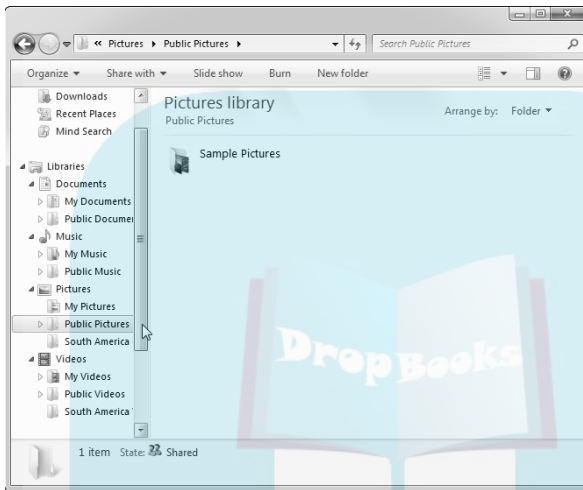 « Pictures ▸ Public Pictures ▸
Search Public Pictures
Organize ▾ Share with ▾ Slide show Burn New folder
Downloads
Recent Places
Mind Search
Libraries
Documents
My Documents
Public Documen
Music
My Music
Public Music
Pictures
My Pictures
Public Pictures
South America
Videos
My Videos
Public Videos
South America
Pictures library
Public Pictures
Arrange by: Folder ▾
Sample Pictures
DropBooks
1 item State: Shared